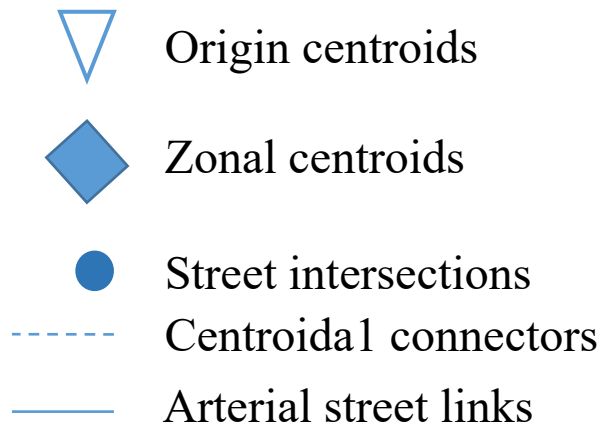 Origin centroids
Zonal centroids
Street intersections
Centroida1 connectors
Arterial street links